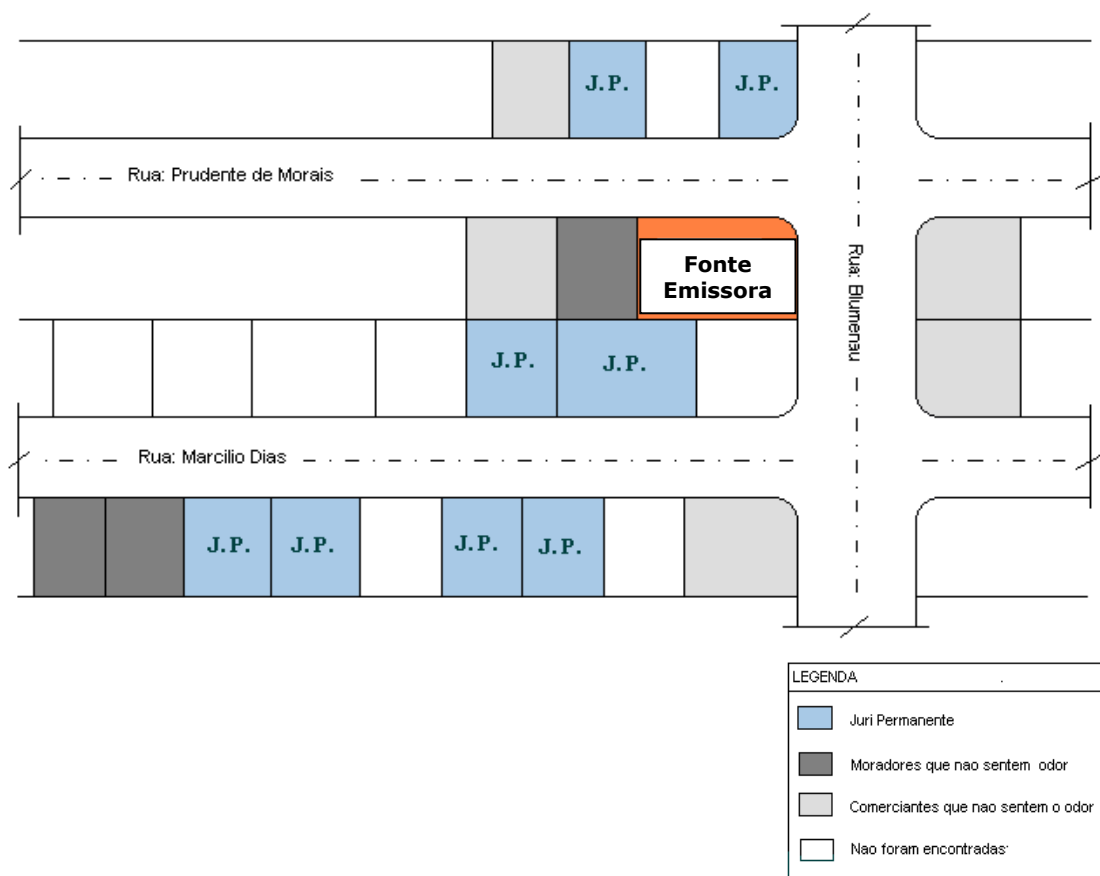 J.P.
J.P.
Rua: Prudente de Morais
Fonte
Emissora
Rua: Blumenau
J.P.
J.P.
Rua: Marcilio Dias
J.P.
J.P.
J.P.
J.P.
LEGENDA
Juri Permanente
Moradores que nao sentem odor
Comerciantes que nao sentem o odor
Nao foram encontradas